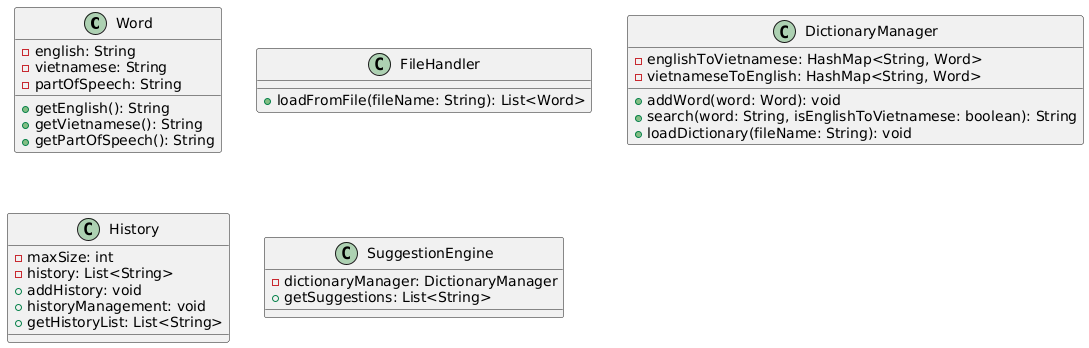 C Word
english: String
vietnamese: String
partOfSpeech: String
getEnglish(): String
getVietnamese(): String
getPartOfSpeech(): String
C FileHandler
loadFromFile(fileName: String): List<Word>
C DictionaryManager
englishToVietnamese: HashMap<String, Word>
vietnameseToEnglish: HashMap<String, Word>
addWord(word: Word): void
search(word: String, isEnglishToVietnamese: boolean): String
loadDictionary(fileName: String): void
C History
maxSize: int
history: List<String>
addHistory: void
historyManagement: void
getHistoryList: List<String>
C SuggestionEngine
dictionaryManager: DictionaryManager
getSuggestions: List<String>